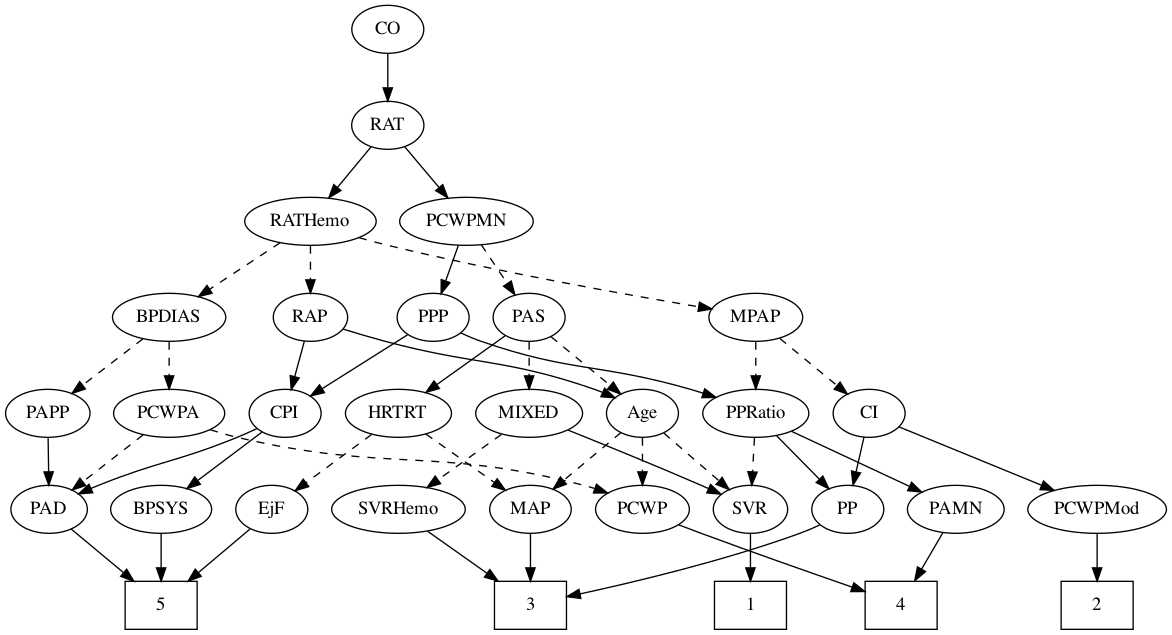 CO
RAT
RATHemo PCWPMN
BPDIAS RAP PPP PAS MPAP
PAPP PCWPA CPI HRTRT MIXED Age PPRatio CI
PAD BPSYS EjF SVRHemo MAP PCWP SVR PP PAMN PCWPMod
5 3 1 4 2